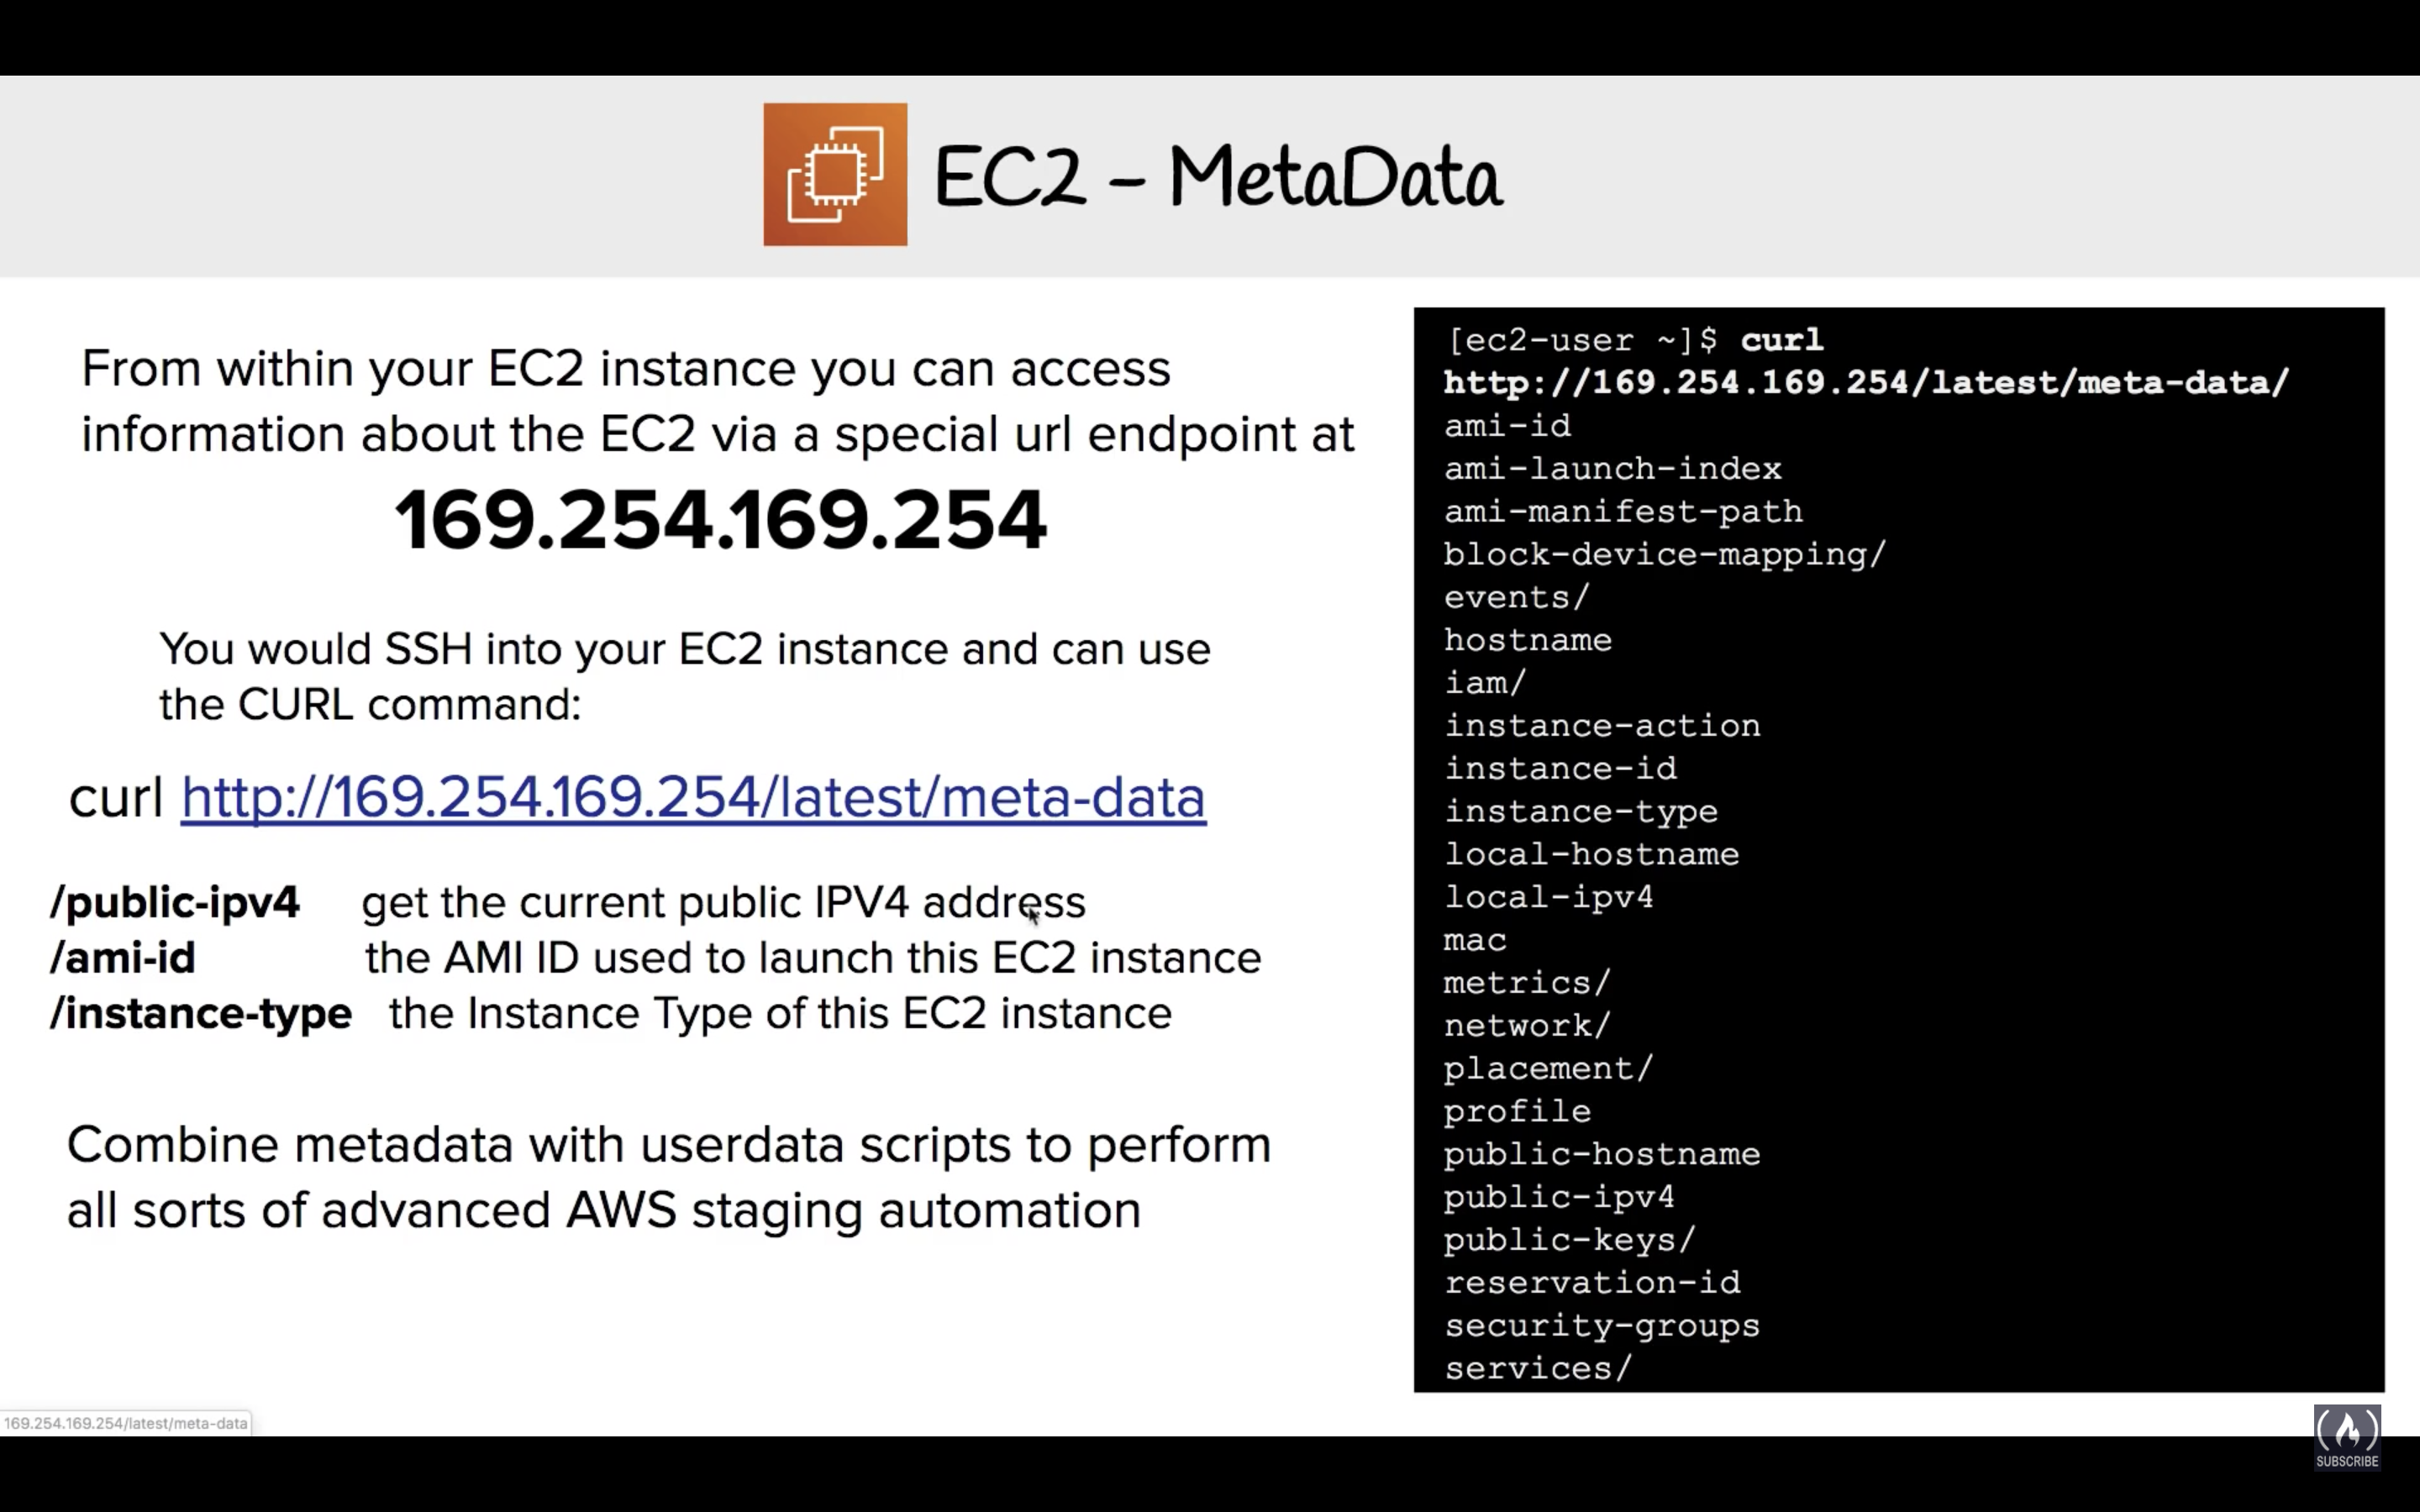 EC2 – MetaData
From within your EC2 instance you can access
information about the EC2 via a special url endpoint at
169.254.169.254
You would SSH into your EC2 instance and can use
the CURL command:
curl http://169.254.169.254/latest/meta-data
/public-ipv4 get the current public IPV4 address
/ami-id the AMI ID used to launch this EC2 instance
/instance-type the Instance Type of this EC2 instance
Combine metadata with userdata scripts to perform
all sorts of advanced AWS staging automation
[ec2-user ~]$ curl
http://169.254.169.254/latest/meta-data/
ami-id
ami-launch-index
ami-manifest-path
block-device-mapping/
events/
hostname
iam/
instance-action
instance-id
instance-type
local-hostname
local-ipv4
mac
metrics/
network/
placement/
profile
public-hostname
public-ipv4
public-keys/
reservation-id
security-groups
services/
169.254.169.254/latest/meta-data
SUBSCRIBE